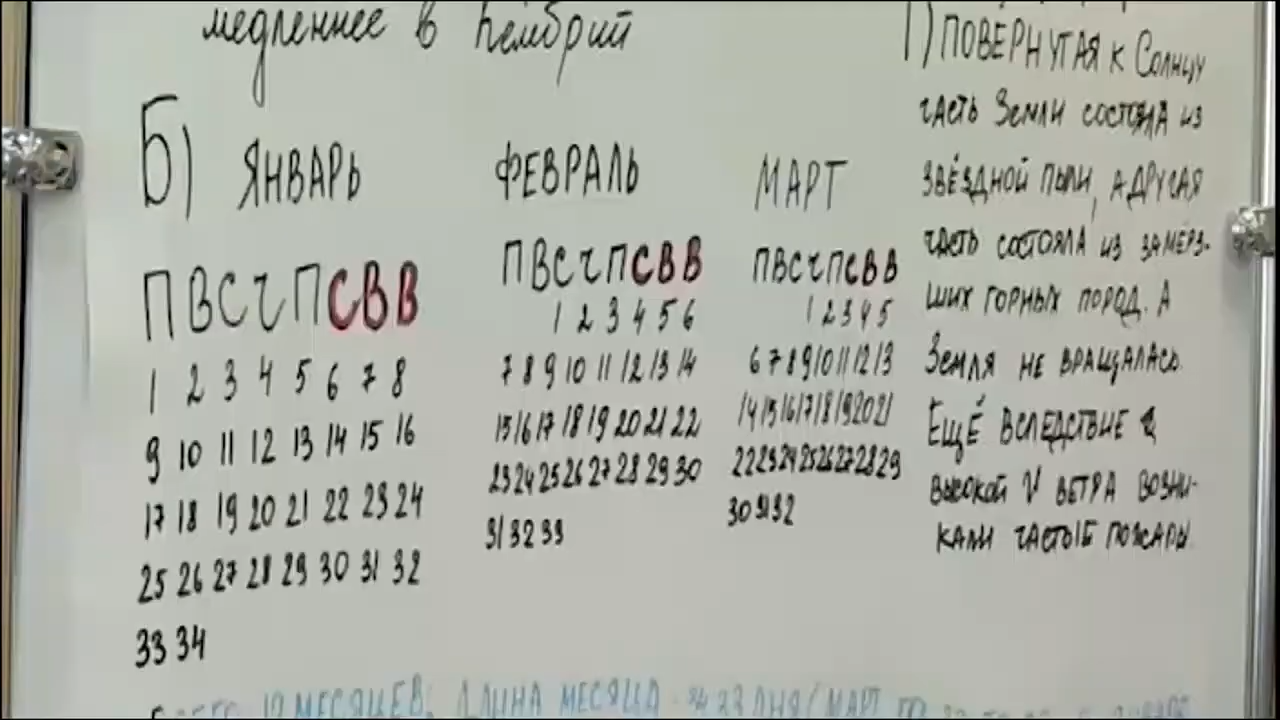 медленнее в Кембрий
Б) ЯНВАРЬ
ПВСЧПСВВ
1 2 3 4 5 6 7 8
9 10 11 12 13 14 15 16
17 18 19 20 21 22 23 24
25 26 27 28 29 30 31 32
33 34
ФЕВРАЛЬ
ПВСЧПСВВ
1 2 3 4 5 6
7 8 9 10 11 12 13 14
15 16 17 18 19 20 21 22
23 24 25 26 27 28 29 30
31 32 33
МАРТ
ПВСЧПСВВ
1 2 3 4 5
6 7 8 9 10 11 12 13
14 15 16 17 18 19 20 21
22 23 24 25 26 27 28 29
30 31 32
Г) ПОВЁРНУТАЯ к Солнцу
часть Земли состояла из
звёздной пыли, а другая
часть состояла из замёрз-
ших горных пород. А
Земля не вращалась.
Ещё вследствие
высокой V ветра возни-
кали частые пожары.
12 МЕСЯЦЕВ, ДЛИНА МЕСЯЦА